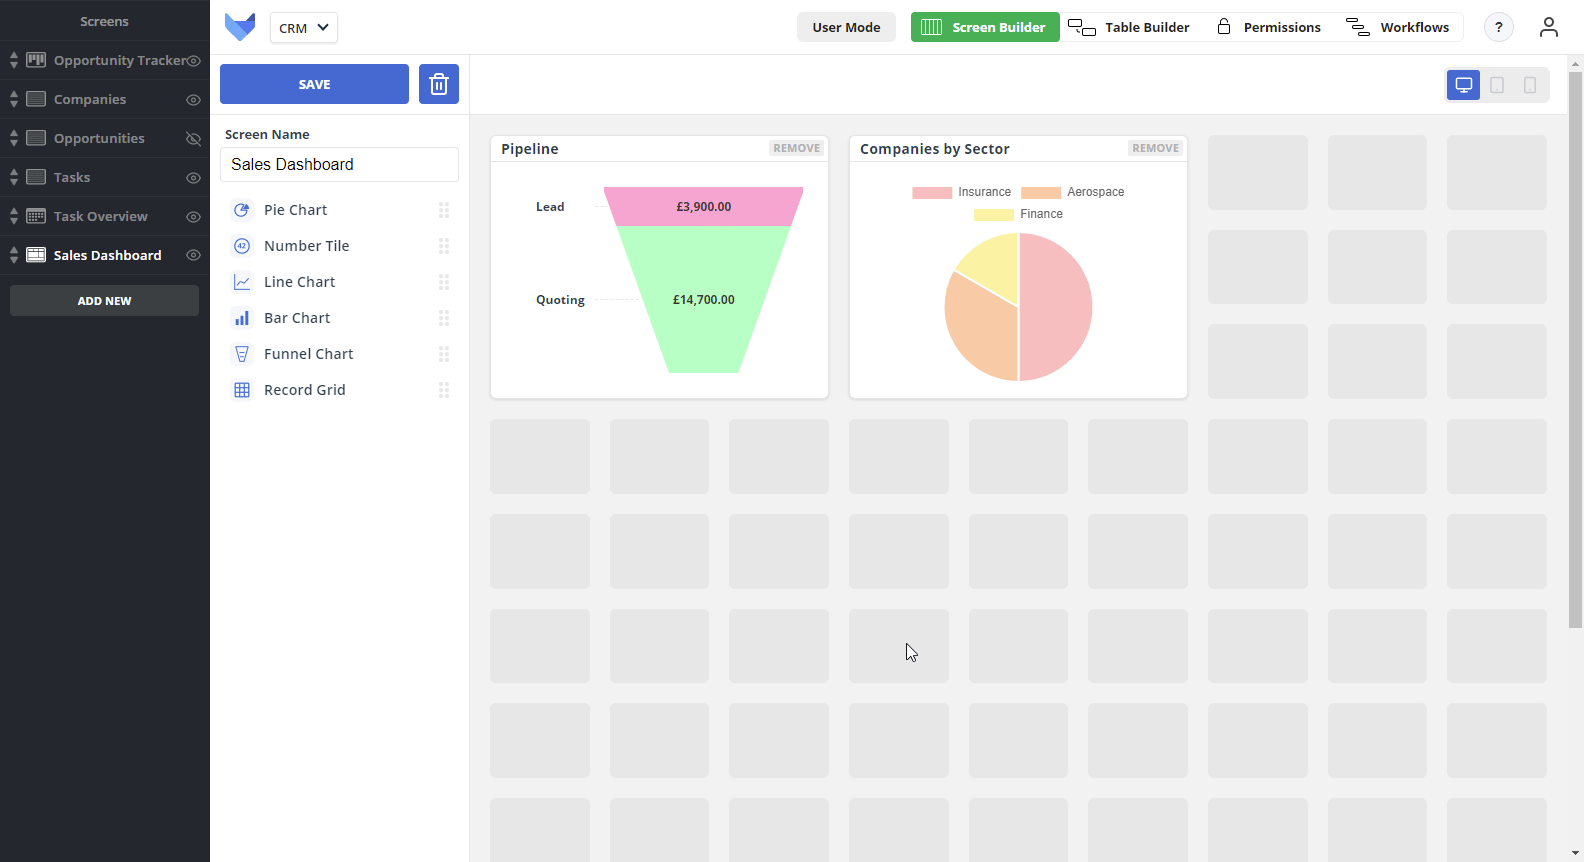 Screens
Opportunity Tracker
Companies
Opportunities
Tasks
Task Overview
Sales Dashboard
ADD NEW
CRM
User Mode
Screen Builder
Table Builder
Permissions
Workflows
?
SAVE
Screen Name
Sales Dashboard
Pie Chart
42
Number Tile
Line Chart
Bar Chart
Funnel Chart
Record Grid
Pipeline
REMOVE
Lead
£3,900.00
Quoting
£14,700.00
Companies by Sector
REMOVE
Insurance
Aerospace
Finance